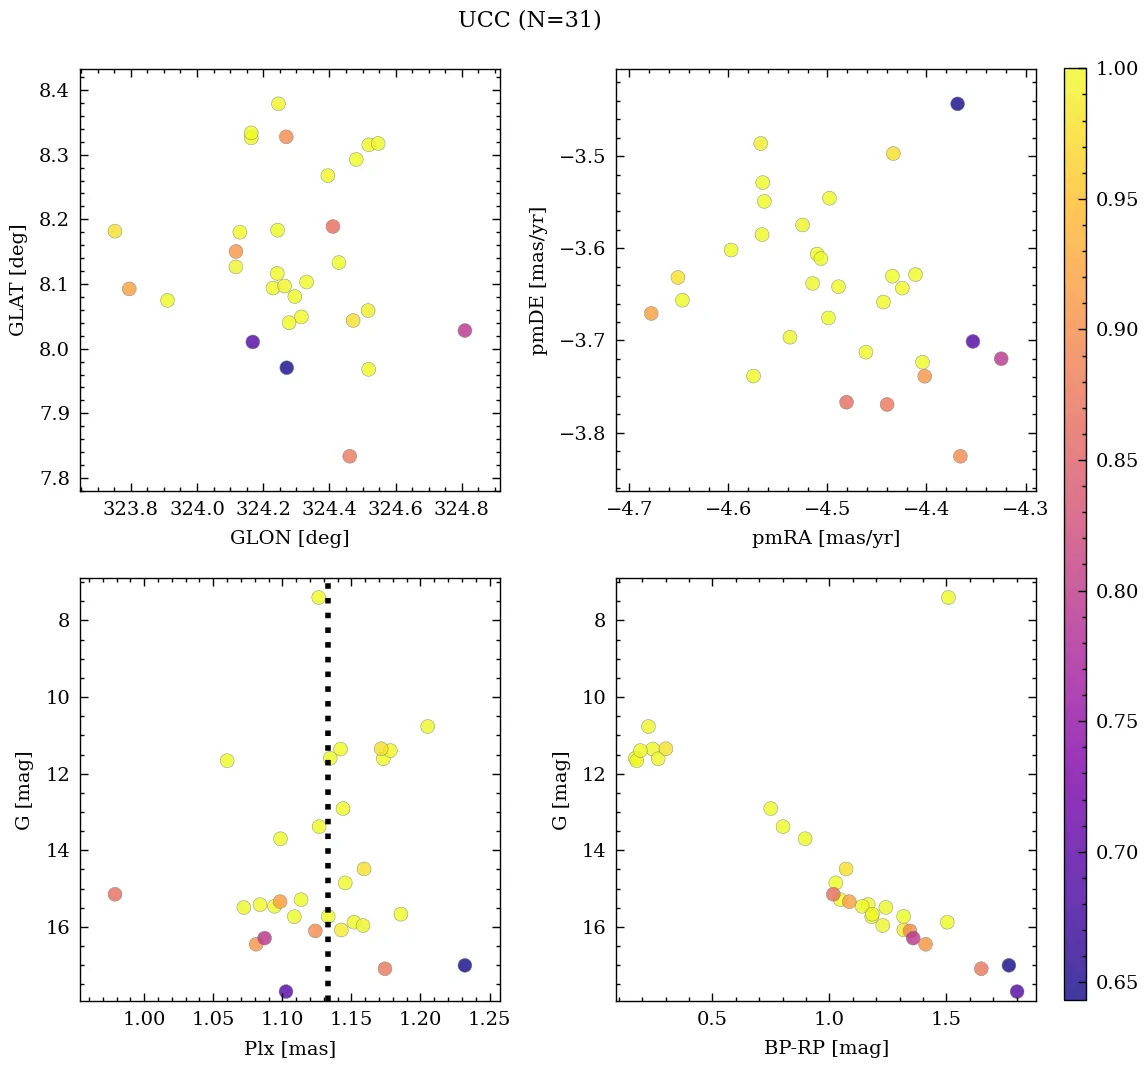 UCC (N=31)
8.4
8.3
8.2
8.1
8.0
7.9
7.8
GLAT [deg]
323.8 324.0 324.2 324.4 324.6 324.8
GLON [deg]
−3.5
−3.6
−3.7
−3.8
pmDE [mas/yr]
−4.7 −4.6 −4.5 −4.4 −4.3
pmRA [mas/yr]
8
10
12
14
16
G [mag]
1.00 1.05 1.10 1.15 1.20 1.25
Plx [mas]
8
10
12
14
16
G [mag]
0.5 1.0 1.5
BP-RP [mag]
1.00
0.95
0.90
0.85
0.80
0.75
0.70
0.65